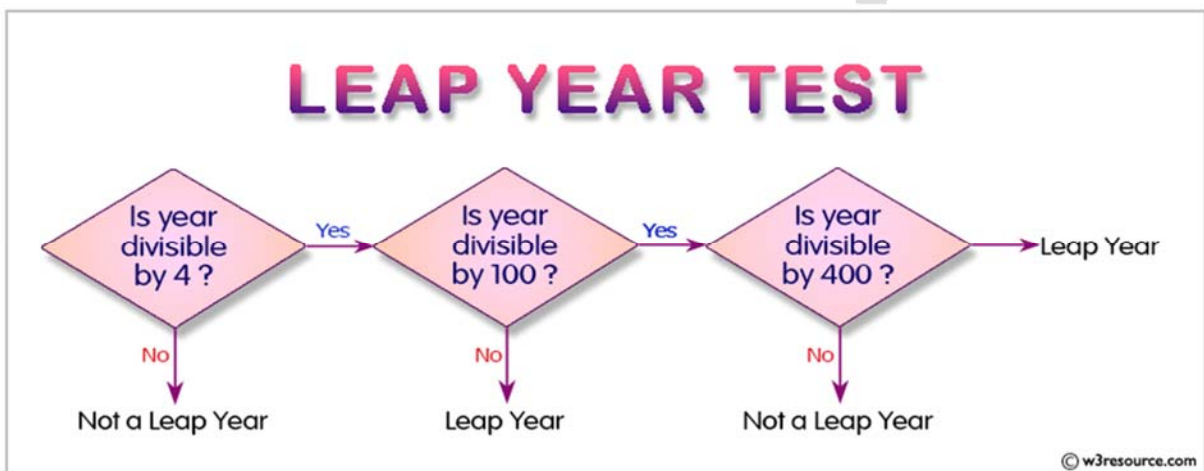 LEAP YEAR TEST
Is year
divisible
by 4 ?
Yes
Is year
divisible
by 100 ?
Yes
Is year
divisible
by 400 ?
Leap Year
No
No
No
Not a Leap Year
Leap Year
Not a Leap Year
© w3resource.com